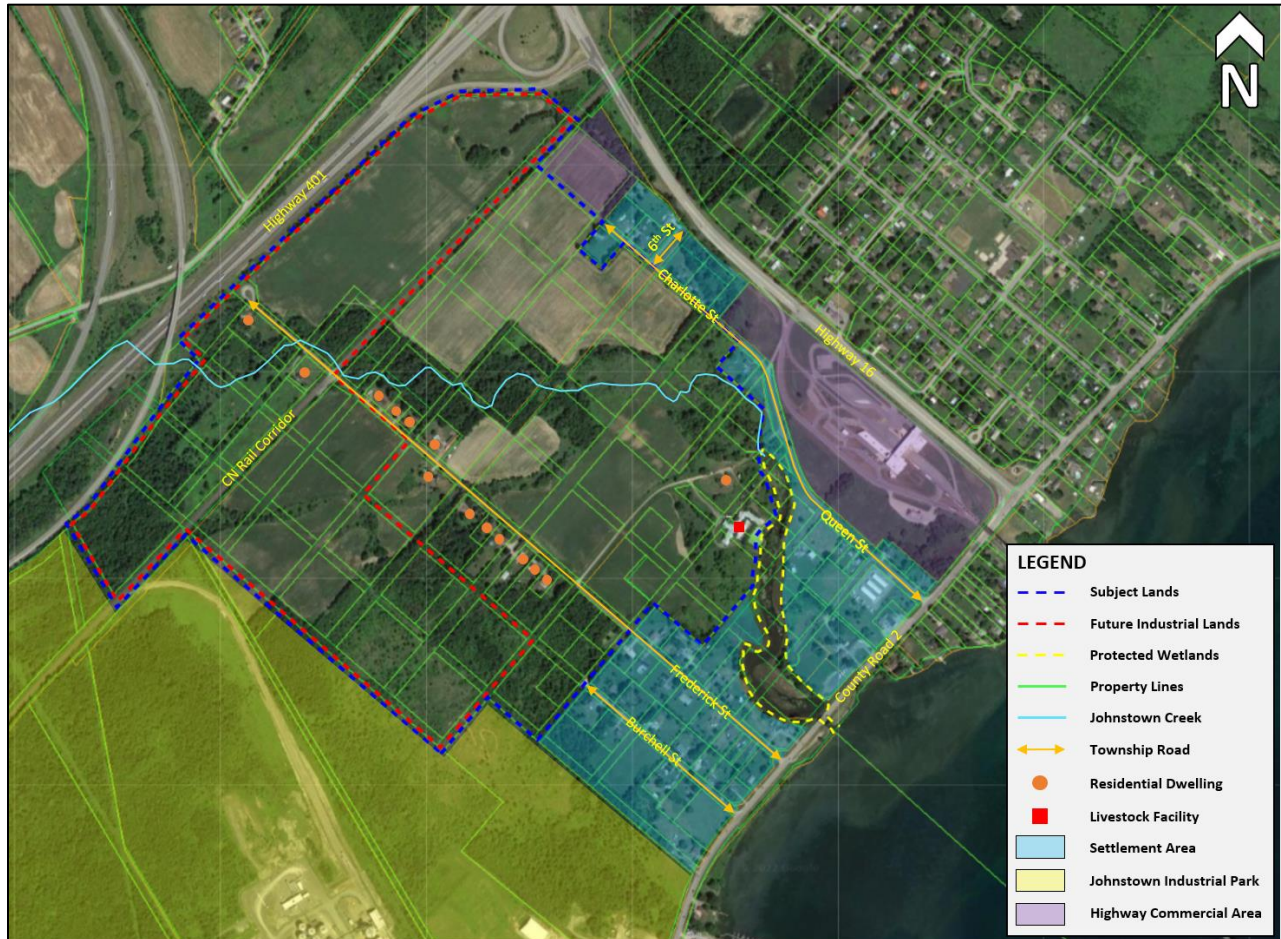 N
Highway 401
6th St
Charlotte St
Highway 16
CN Rail Corridor
Queen St
County Road 2
Frederick St
Burchell St
LEGEND
Subject Lands
Future Industrial Lands
Protected Wetlands
Property Lines
Johnstown Creek
Township Road
Residential Dwelling
Livestock Facility
Settlement Area
Johnstown Industrial Park
Highway Commercial Area